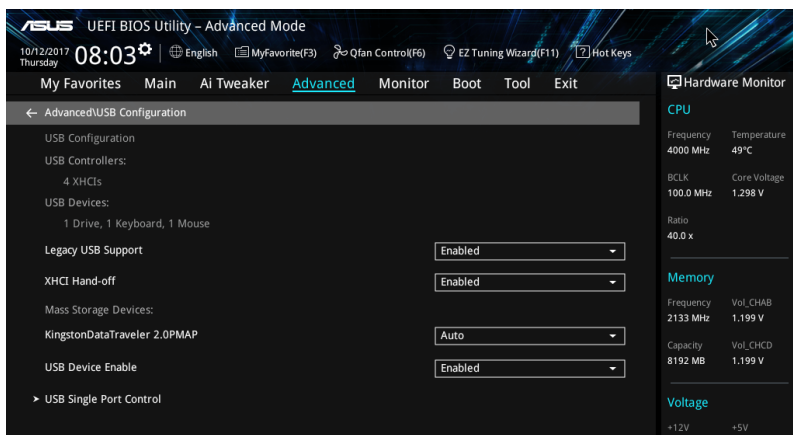 ASUS UEFI BIOS Utility – Advanced Mode
10/12/2017 Thursday 08:03 English MyFavorite(F3) Qfan Control(F6) EZ Tuning Wizard(F11) ? Hot Keys
My Favorites Main Ai Tweaker Advanced Monitor Boot Tool Exit
Hardware Monitor
← Advanced\USB Configuration
USB Configuration
USB Controllers:
4 XHCIs
USB Devices:
1 Drive, 1 Keyboard, 1 Mouse
Legacy USB Support Enabled
XHCI Hand-off Enabled
Mass Storage Devices:
KingstonDataTraveler 2.0PMAP Auto
USB Device Enable Enabled
USB Single Port Control
CPU
Frequency Temperature
4000 MHz 49°C
BCLK Core Voltage
100.0 MHz 1.298 V
Ratio
40.0 x
Memory
Frequency Vol_CHAB
2133 MHz 1.199 V
Capacity Vol_CHCD
8192 MB 1.199 V
Voltage
+12V +5V